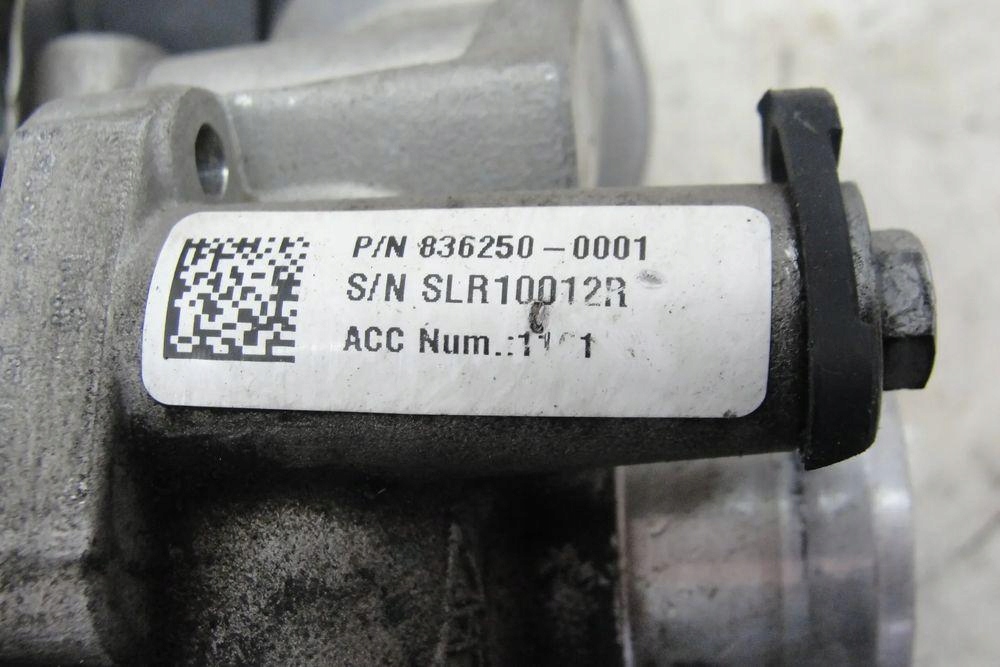 P/N 836250-0001
S/N SLR10012R
ACC Num.: